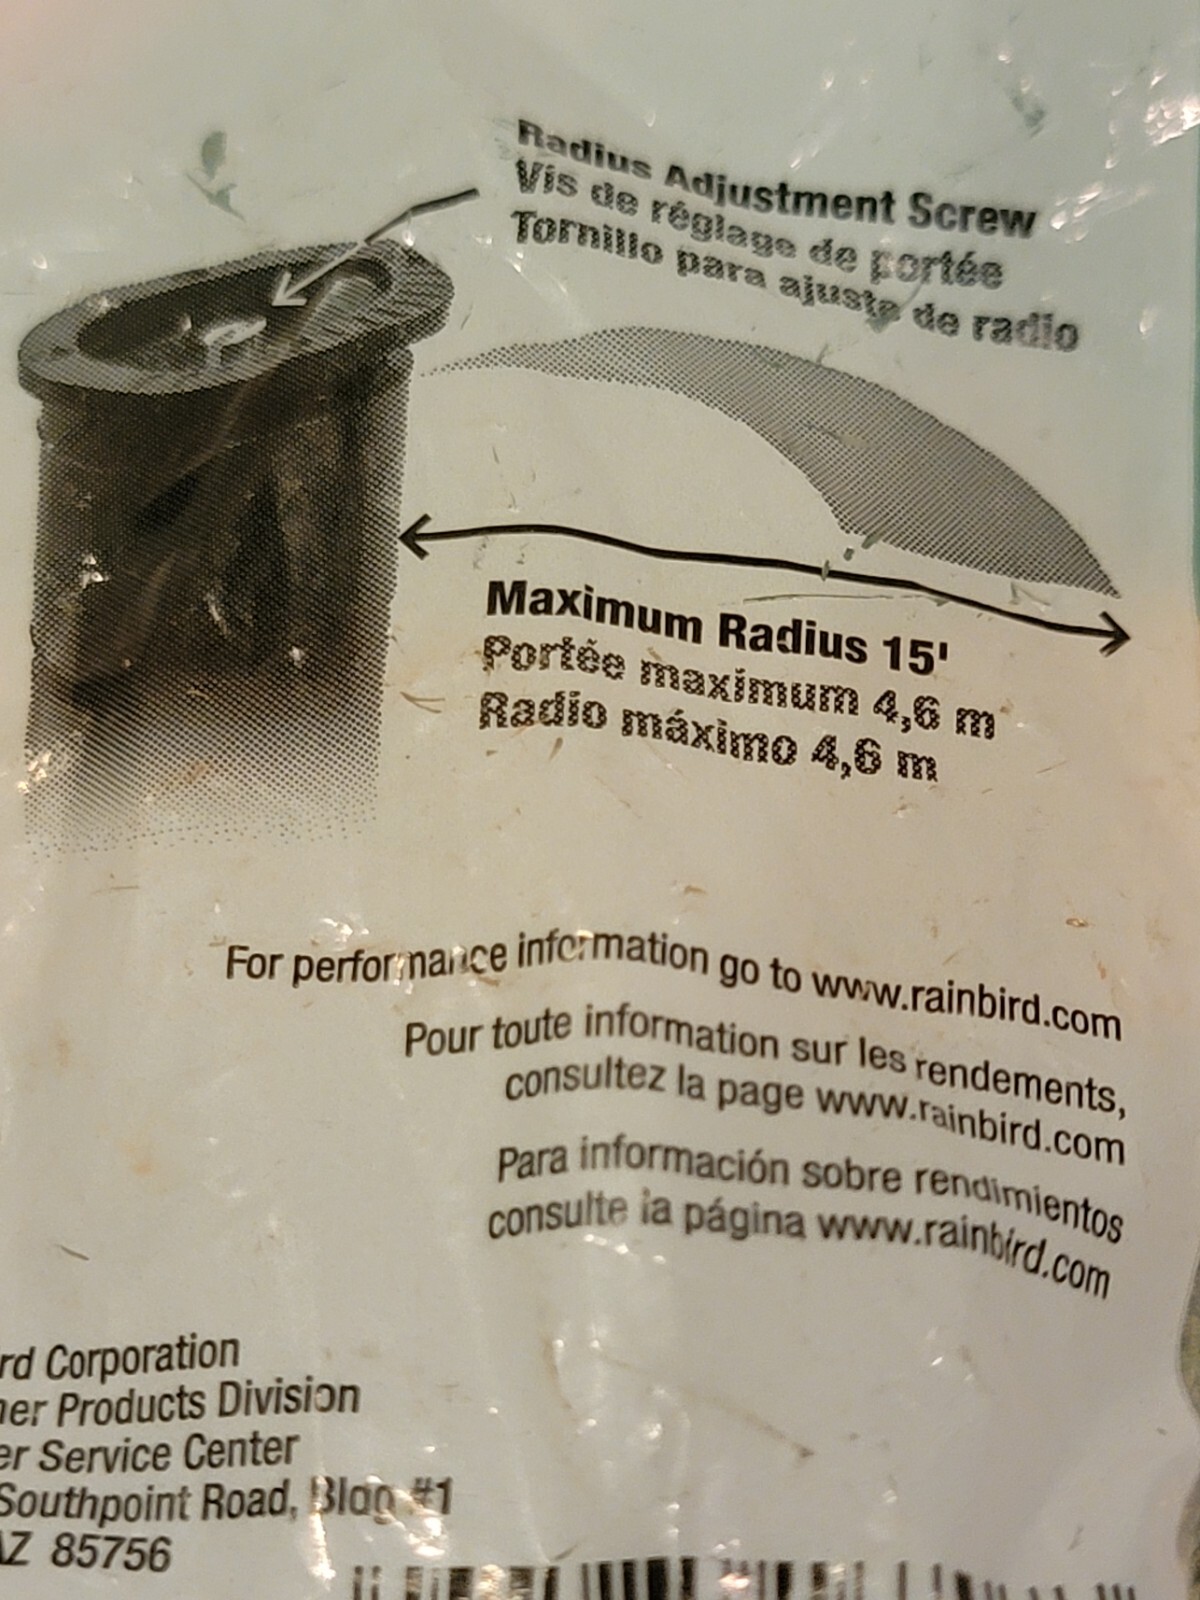 Radius Adjustment Screw
Vis de réglage de portée
Tornillo para ajuste de radio
Maximum Radius 15'
Portée maximum 4,6 m
Radio máximo 4,6 m
For performance information go to www.rainbird.com
Pour toute information sur les rendements,
consultez la page www.rainbird.com
Para información sobre rendimientos
consulte la página www.rainbird.com
rd Corporation
er Products Division
er Service Center
Southpoint Road, Bldg #1
AZ 85756